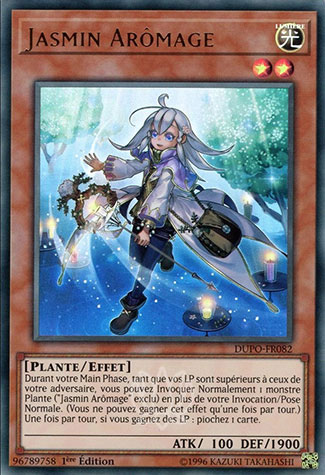 Jasmin Arômage
LUMIÈRE
光
DUPO-FR082
[PLANTE/EFFET]
Durant votre Main Phase, tant que vos LP sont supérieurs à ceux de
votre adversaire, vous pouvez Invoquer Normalement 1 monstre
Plante ("Jasmin Arômage" exclu) en plus de votre Invocation/Pose
Normale. (Vous ne pouvez gagner cet effet qu'une fois par tour.)
Une fois par tour, si vous gagnez des LP : piochez 1 carte.
ATK/ 100 DEF/1900
96789758 1ère Édition ©1996 KAZUKI TAKAHASHI